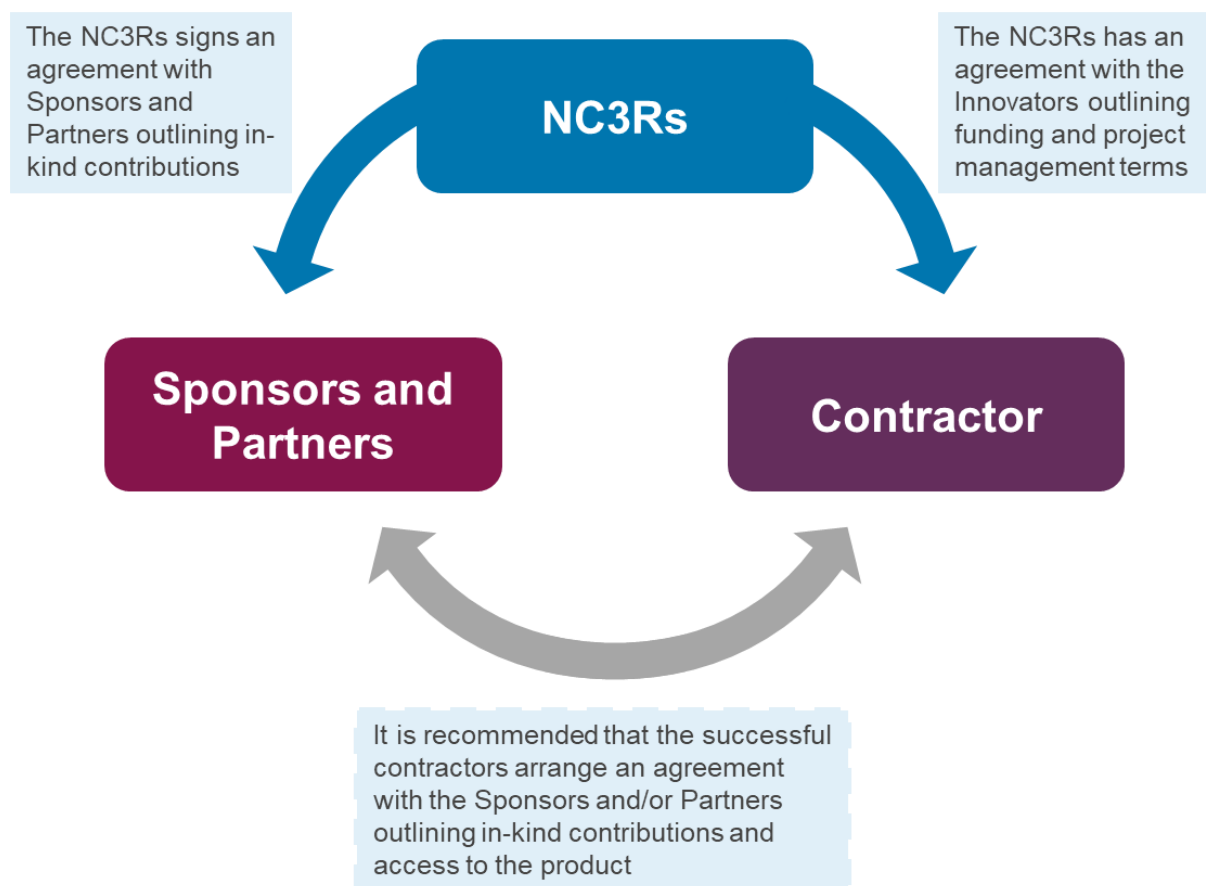 The NC3Rs signs an
agreement with
Sponsors and
Partners outlining in-
kind contributions
NC3Rs
The NC3Rs has an
agreement with the
Innovators outlining
funding and project
management terms
Sponsors and
Partners
Contractor
It is recommended that the successful
contractors arrange an agreement
with the Sponsors and/or Partners
outlining in-kind contributions and
access to the product